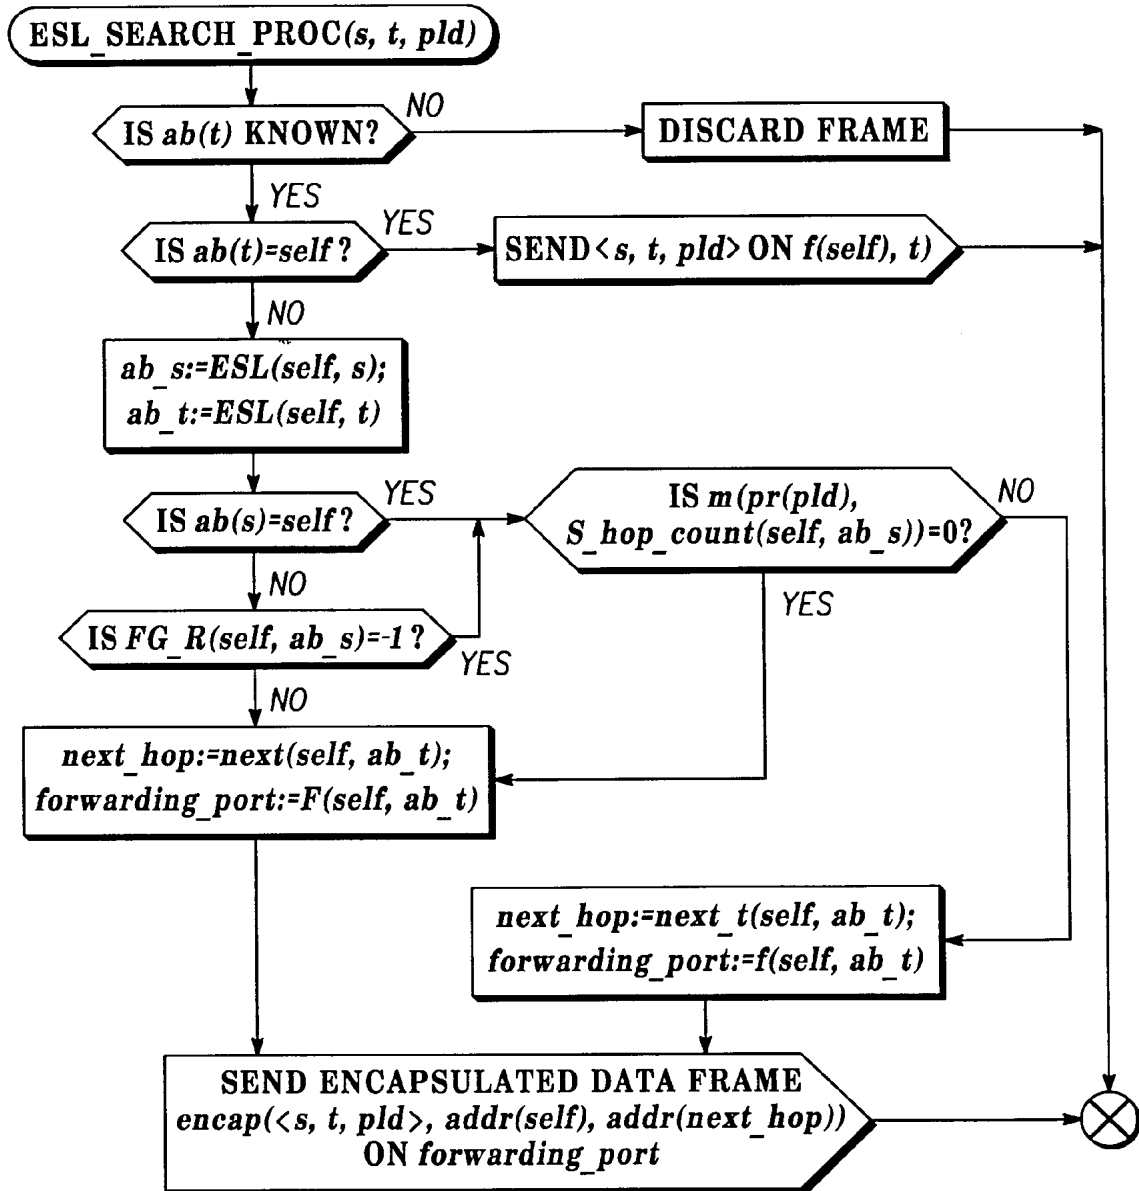 ESL_SEARCH_PROC(s, t, pld)
IS ab(t) KNOWN?
NO
DISCARD FRAME
YES
IS ab(t)=self?
YES
SEND<s, t, pld> ON f(self), t)
NO
ab_s:=ESL(self, s);
ab_t:=ESL(self, t)
IS ab(s)=self?
YES
IS m(pr(pld),
S_hop_count(self, ab_s))=0?
NO
NO
YES
IS FG_R(self, ab_s)=-1?
YES
NO
next_hop:=next(self, ab_t);
forwarding_port:=F(self, ab_t)
next_hop:=next_t(self, ab_t);
forwarding_port:=f(self, ab_t)
SEND ENCAPSULATED DATA FRAME
encap(<s, t, pld>, addr(self), addr(next_hop))
ON forwarding_port